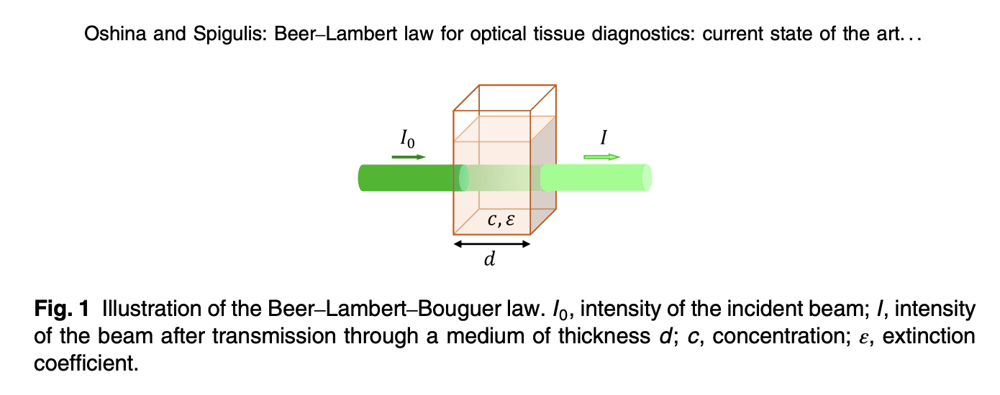 Oshina and Spigulis: Beer–Lambert law for optical tissue diagnostics: current state of the art...
I₀
I
c, ε
d
Fig. 1 Illustration of the Beer–Lambert–Bouguer law. I₀, intensity of the incident beam; I, intensity
of the beam after transmission through a medium of thickness d; c, concentration; ε, extinction
coefficient.